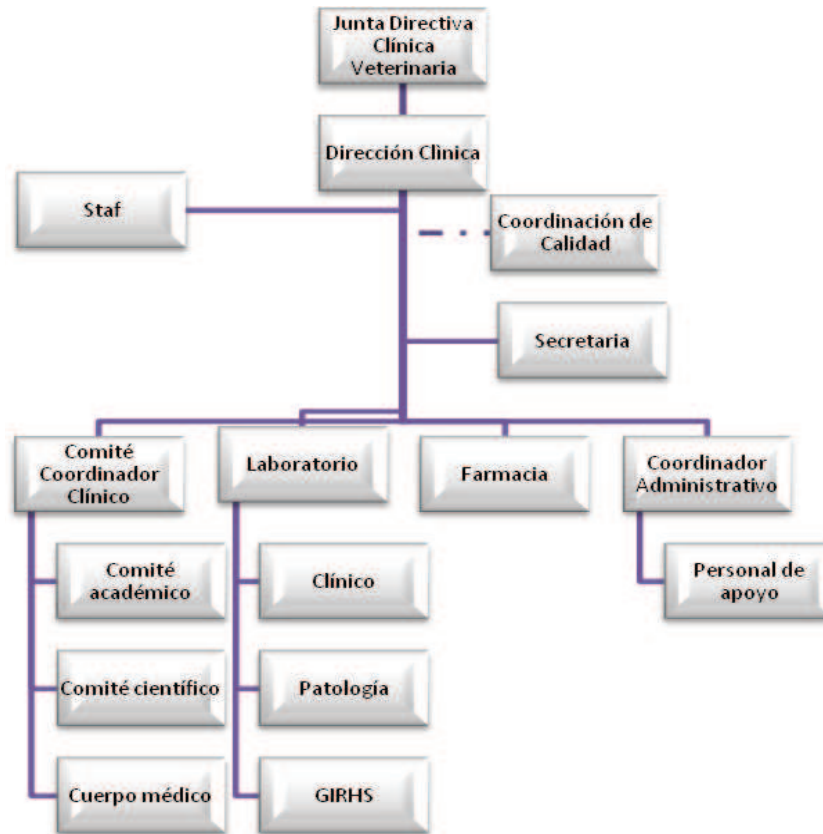 Junta Directiva
Clínica
Veterinaria
Dirección Clìnica
Staf
Coordinación de
Calidad
Secretaria
Comité
Coordinador
Clínico
Laboratorio
Farmacia
Coordinador
Administrativo
Comité
académico
Clínico
Personal de
apoyo
Comité científico
Patología
Cuerpo médico
GIRHS